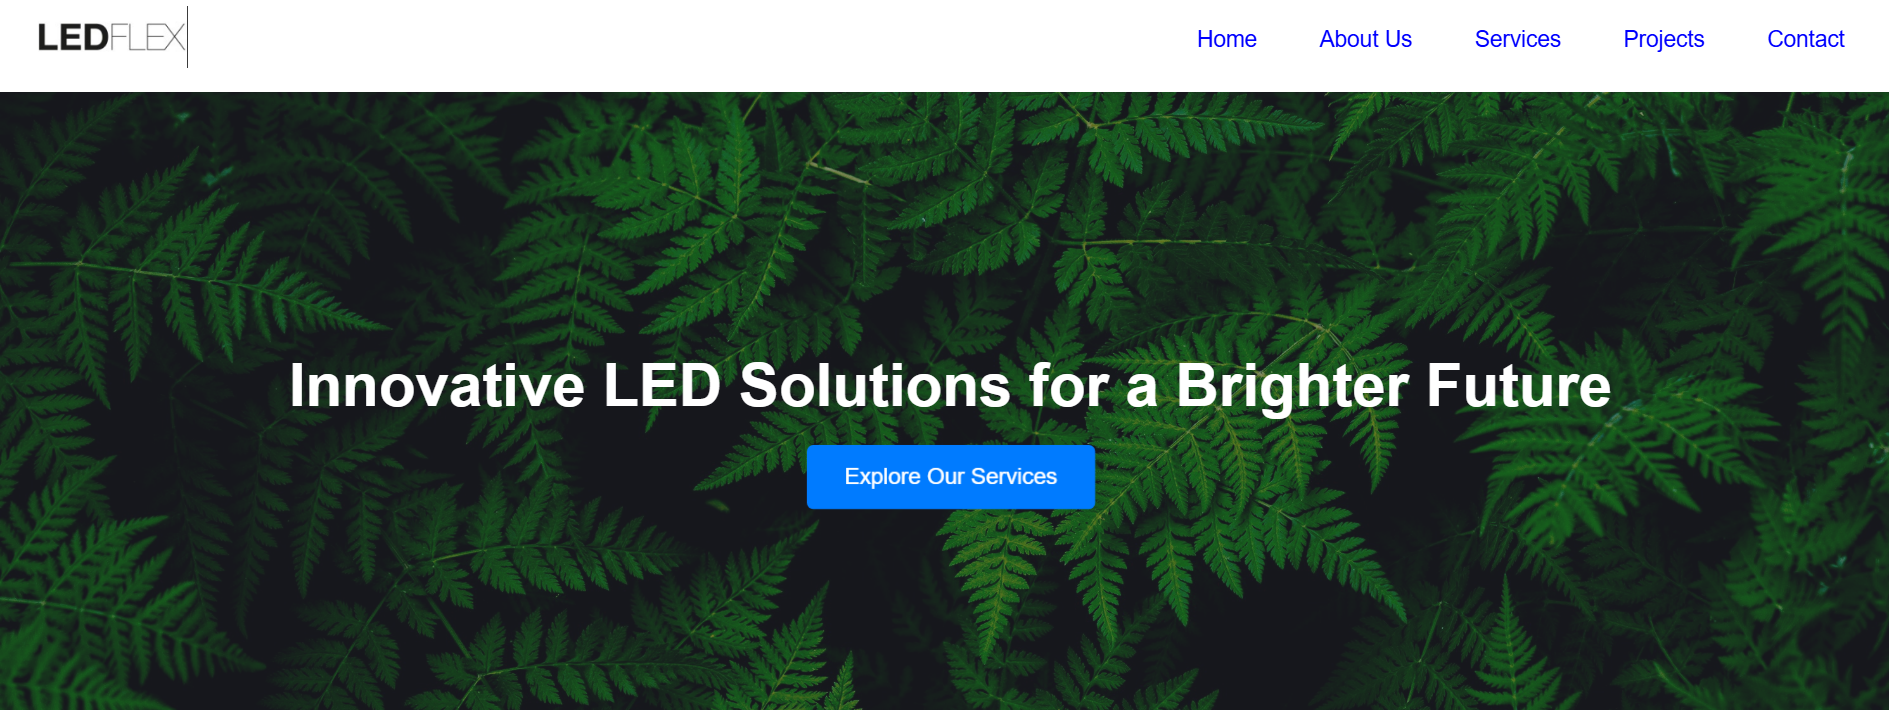 LEDFLEX
Home
About Us
Services
Projects
Contact
Innovative LED Solutions for a Brighter Future
Explore Our Services